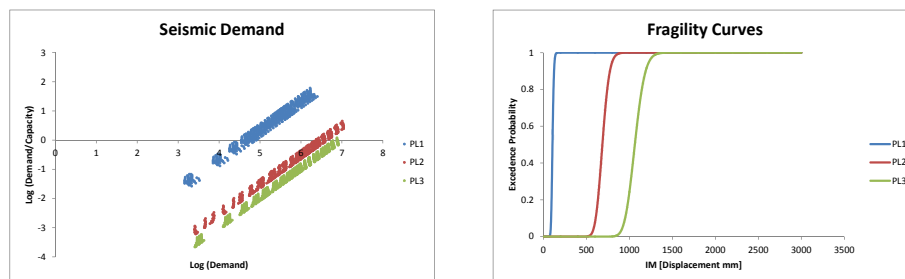 Seismic Demand
Log (Demand/Capacity)
3
2
1
0
-1
-2
-3
-4
0 1 2 3 4 5 6 7 8
Log (Demand)
PL1
PL2
PL3
Fragility Curves
Excedence Probability
1
0.8
0.6
0.4
0.2
0
0 500 1000 1500 2000 2500 3000 3500
IM [Displacement mm]
PL1
PL2
PL3